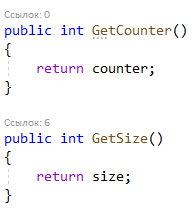 Ссылок: 0
public int GetCounter()
{
    return counter;
}
Ссылок: 6
public int GetSize()
{
    return size;
}